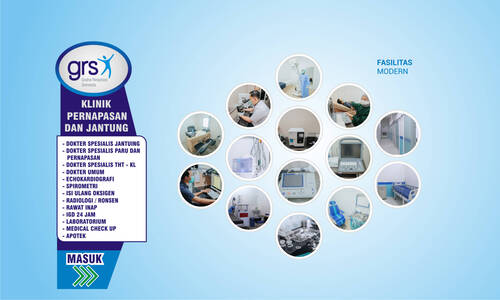 grs
KLINIK
PERNAPASAN
DAN JANTUNG
- DOKTER SPESIALIS JANTUING
- DOKTER SPESIALIS PARU DAN
PERNAPASAN
- DOKTER SPESIALIS THT - KL
- DOKTER UMUM
- ECHOKARDIOGRAFI
- SPIROMETRI
- ISI ULANG OKSIGEN
- RADIOLOGI / RONSEN
- RAWAT INAP
- IGD 24 JAM
- LABORATORIUM
- MEDICAL CHECK UP
- APOTEK
MASUK
FASILITAS
MODERN